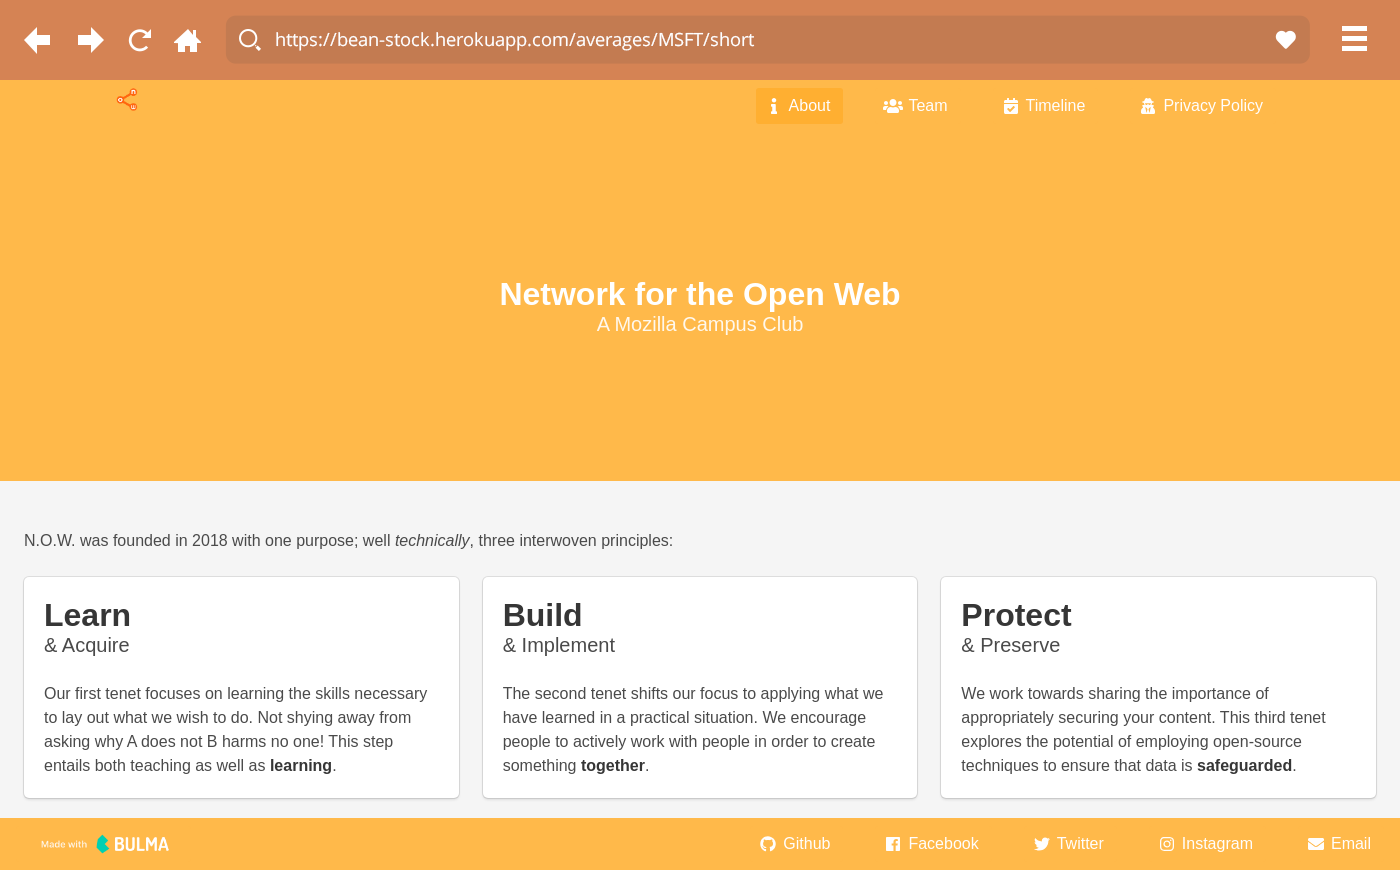 https://bean-stock.herokuapp.com/averages/MSFT/short
About Team Timeline Privacy Policy
Network for the Open Web
A Mozilla Campus Club
N.O.W. was founded in 2018 with one purpose; well technically, three interwoven principles:
Learn
& Acquire
Our first tenet focuses on learning the skills necessary
to lay out what we wish to do. Not shying away from
asking why A does not B harms no one! This step
entails both teaching as well as learning.
Build
& Implement
The second tenet shifts our focus to applying what we
have learned in a practical situation. We encourage
people to actively work with people in order to create
something together.
Protect
& Preserve
We work towards sharing the importance of
appropriately securing your content. This third tenet
explores the potential of employing open-source
techniques to ensure that data is safeguarded.
Made with BULMA Github Facebook Twitter Instagram Email